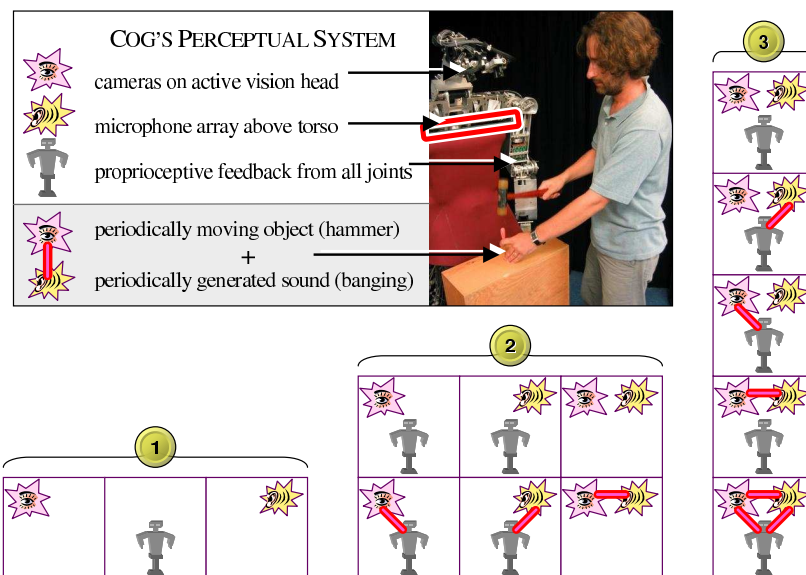 COG'S PERCEPTUAL SYSTEM
cameras on active vision head
microphone array above torso
proprioceptive feedback from all joints
periodically moving object (hammer)
+
periodically generated sound (banging)
3
2
1